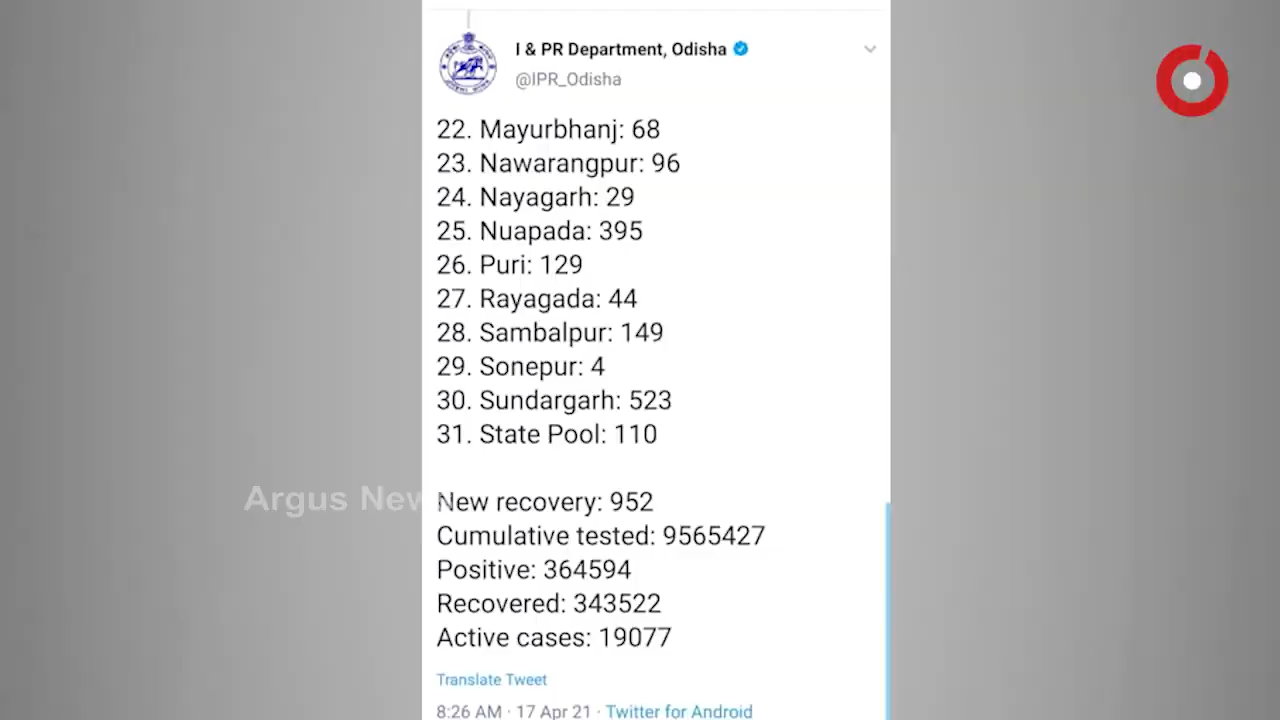 I & PR Department, Odisha
@IPR_Odisha
22. Mayurbhanj: 68
23. Nawarangpur: 96
24. Nayagarh: 29
25. Nuapada: 395
26. Puri: 129
27. Rayagada: 44
28. Sambalpur: 149
29. Sonepur: 4
30. Sundargarh: 523
31. State Pool: 110
Argus News
New recovery: 952
Cumulative tested: 9565427
Positive: 364594
Recovered: 343522
Active cases: 19077
Translate Tweet
8:26 AM · 17 Apr 21 · Twitter for Android